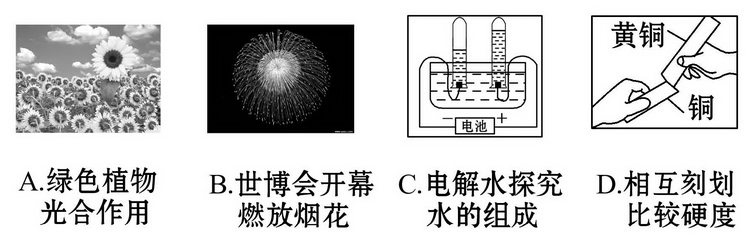 黄铜
铜
− 电池 +
A.绿色植物
光合作用
B.世博会开幕
燃放烟花
C.电解水探究
水的组成
D.相互刻划
比较硬度